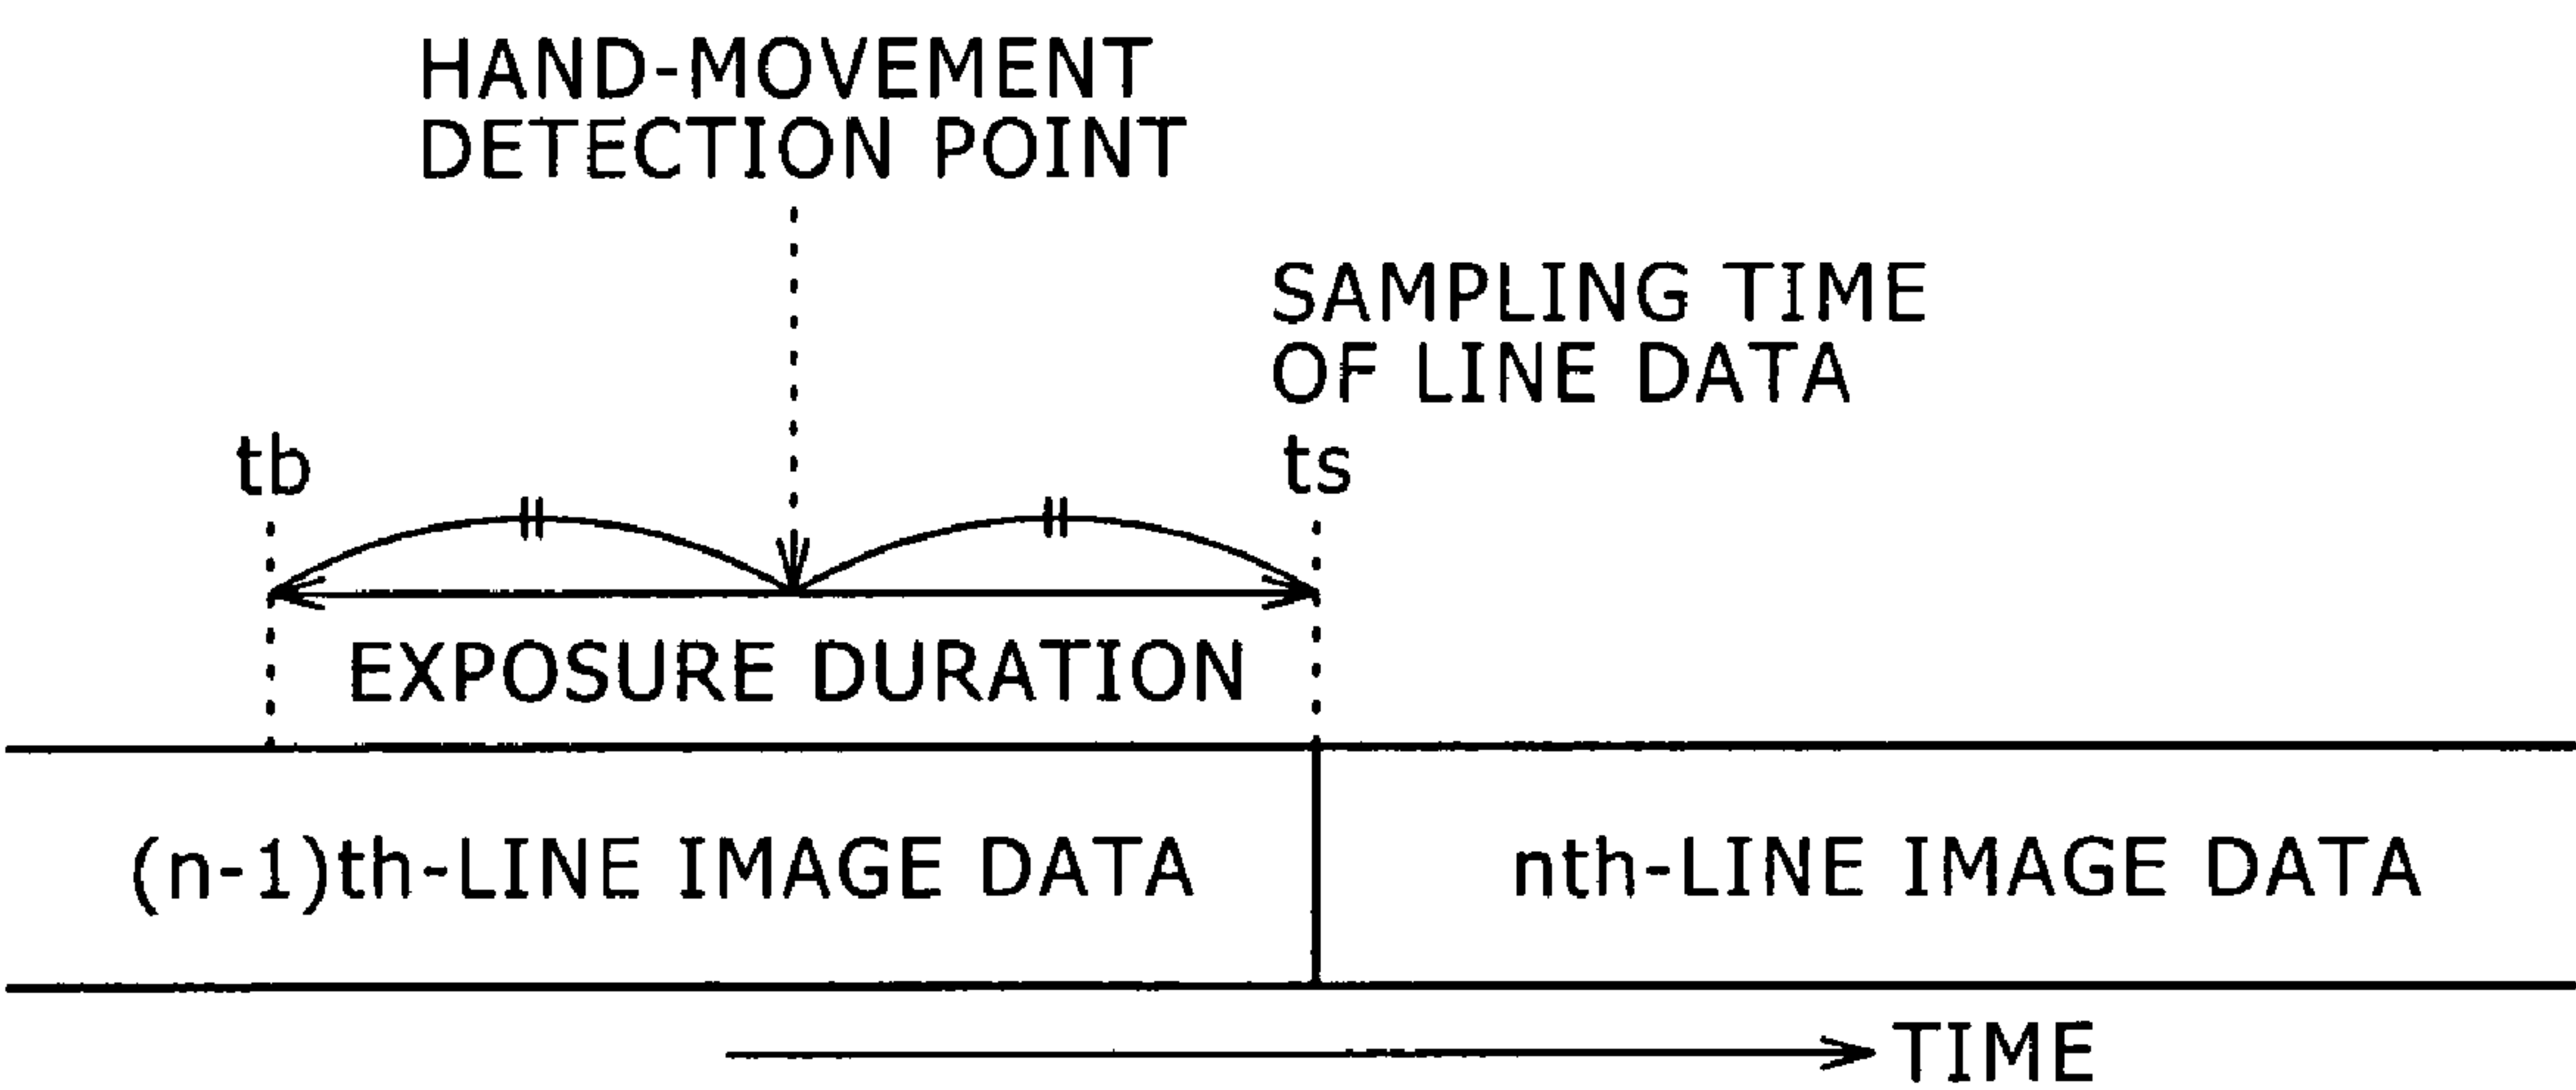 HAND-MOVEMENT
DETECTION POINT
SAMPLING TIME
OF LINE DATA
tb
ts
EXPOSURE DURATION
(n-1)th-LINE IMAGE DATA
nth-LINE IMAGE DATA
TIME